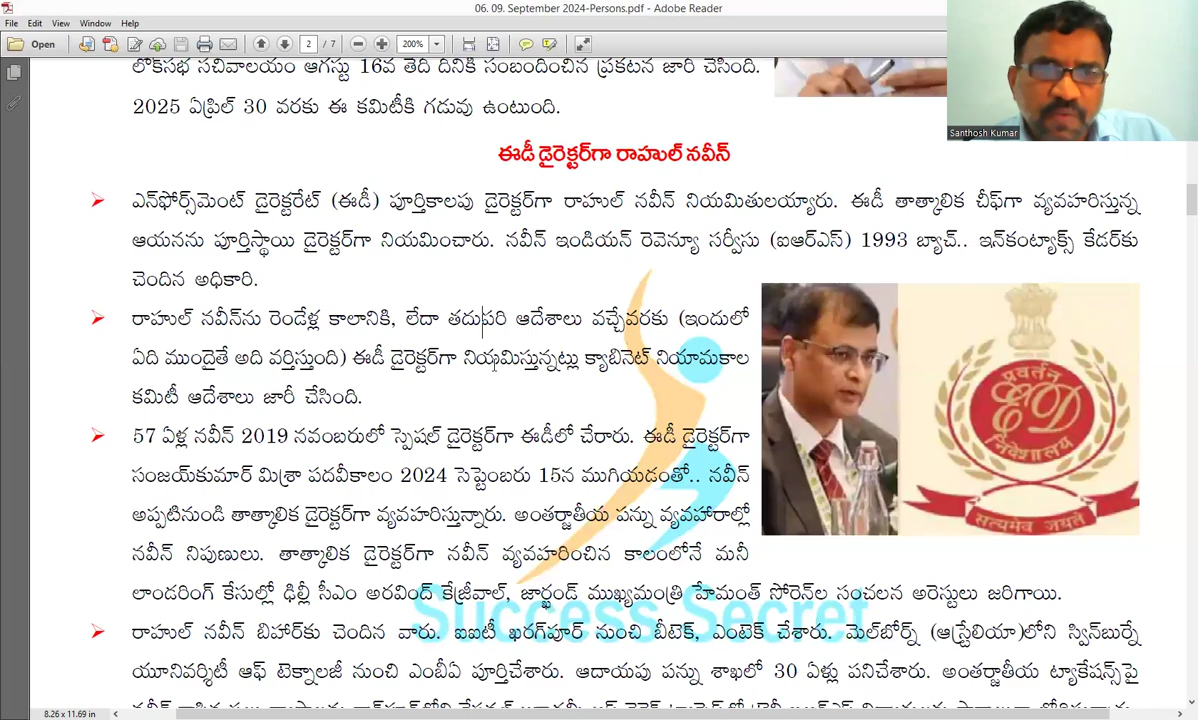 06. 09. September 2024-Persons.pdf - Adobe Reader
File Edit View Window Help
Open 2 / 7 200%
Santhosh Kumar
లోక్‌సభ సచివాలయం ఆగస్టు 16వ తేదీ దీనికి సంబంధించిన ప్రకటన జారీ చేసింది.
2025 ఏప్రిల్ 30 వరకు ఈ కమిటీకి గడువు ఉంటుంది.
ఈడీ డైరెక్టర్‌గా రాహుల్ నవీన్
ఎన్‌ఫోర్స్‌మెంట్ డైరెక్టరేట్ (ఈడీ) పూర్తికాలపు డైరెక్టర్‌గా రాహుల్ నవీన్ నియమితులయ్యారు. ఈడీ తాత్కాలిక చీఫ్‌గా వ్యవహరిస్తున్న
ఆయనను పూర్తిస్థాయి డైరెక్టర్‌గా నియమించారు. నవీన్ ఇండియన్ రెవెన్యూ సర్వీసు (ఐఆర్ఎస్) 1993 బ్యాచ్.. ఇన్‌కంట్యాక్స్ కేడర్‌కు
చెందిన అధికారి.
రాహుల్ నవీన్‌ను రెండేళ్ల కాలానికి, లేదా తదుపరి ఆదేశాలు వచ్చేవరకు (ఇందులో
ఏది ముందైతే అది వర్తిస్తుంది) ఈడీ డైరెక్టర్‌గా నియమిస్తున్నట్లు క్యాబినెట్ నియామకాల
కమిటీ ఆదేశాలు జారీ చేసింది.
57 ఏళ్ల నవీన్ 2019 నవంబరులో స్పెషల్ డైరెక్టర్‌గా ఈడీలో చేరారు. ఈడీ డైరెక్టర్‌గా
సంజయ్‌కుమార్ మిశ్రా పదవీకాలం 2024 సెప్టెంబరు 15న ముగియడంతో.. నవీన్
అప్పటినుండి తాత్కాలిక డైరెక్టర్‌గా వ్యవహరిస్తున్నారు. అంతర్జాతీయ పన్ను వ్యవహారాల్లో
నవీన్ నిపుణులు. తాత్కాలిక డైరెక్టర్‌గా నవీన్ వ్యవహరించిన కాలంలోనే మనీ
లాండరింగ్ కేసుల్లో ఢిల్లీ సీఎం అరవింద్ కేజ్రీవాల్, జార్ఖండ్ ముఖ్యమంత్రి హేమంత్ సోరెన్‌ల సంచలన అరెస్టులు జరిగాయి.
రాహుల్ నవీన్ బిహార్‌కు చెందిన వారు. ఐఐటీ ఖరగ్‌పూర్ నుంచి బీటెక్, ఎంటెక్ చేశారు. మెల్‌బోర్న్ (ఆస్ట్రేలియా)లోని స్విన్‌బుర్నే
యూనివర్శిటీ ఆఫ్ టెక్నాలజీ నుంచి ఎంబీఏ పూర్తిచేశారు. ఆదాయపు పన్ను శాఖలో 30 ఏళ్లు పనిచేశారు. అంతర్జాతీయ ట్యాకేషన్స్‌పై
प्रवर्तन
ED
निदेशालय
सत्यमेव जयते
Success Secret
8.26 x 11.69 in